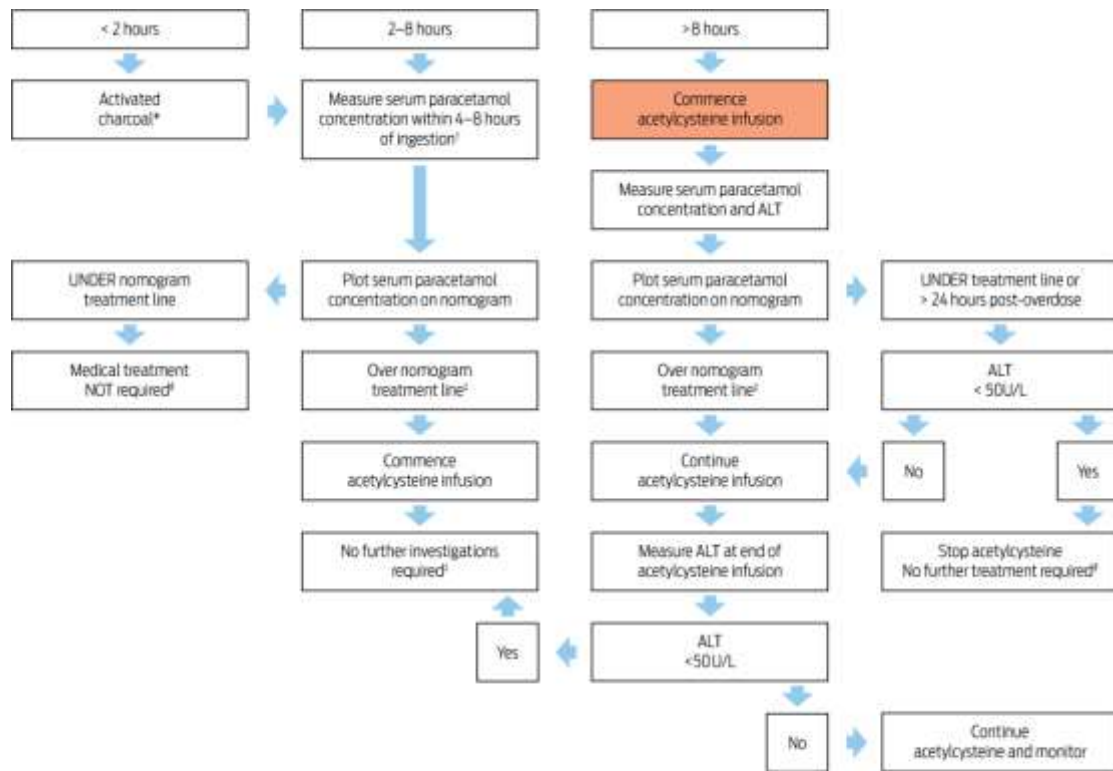 < 2 hours
2–8 hours
>8 hours
Activated
charcoal*
Measure serum paracetamol
concentration within 4–8 hours
of ingestion†
Commence
acetylcysteine infusion
Measure serum paracetamol
concentration and ALT
UNDER nomogram
treatment line
Plot serum paracetamol
concentration on nomogram
Plot serum paracetamol
concentration on nomogram
UNDER treatment line or
> 24 hours post-overdose
Medical treatment
NOT required
Over nomogram
treatment line
Over nomogram
treatment line
ALT
< 50U/L
Commence
acetylcysteine infusion
Continue
acetylcysteine infusion
No
Yes
No further investigations
required
Measure ALT at end of
acetylcysteine infusion
Stop acetylcysteine
No further treatment required
Yes
ALT
<50U/L
No
Continue
acetylcysteine and monitor